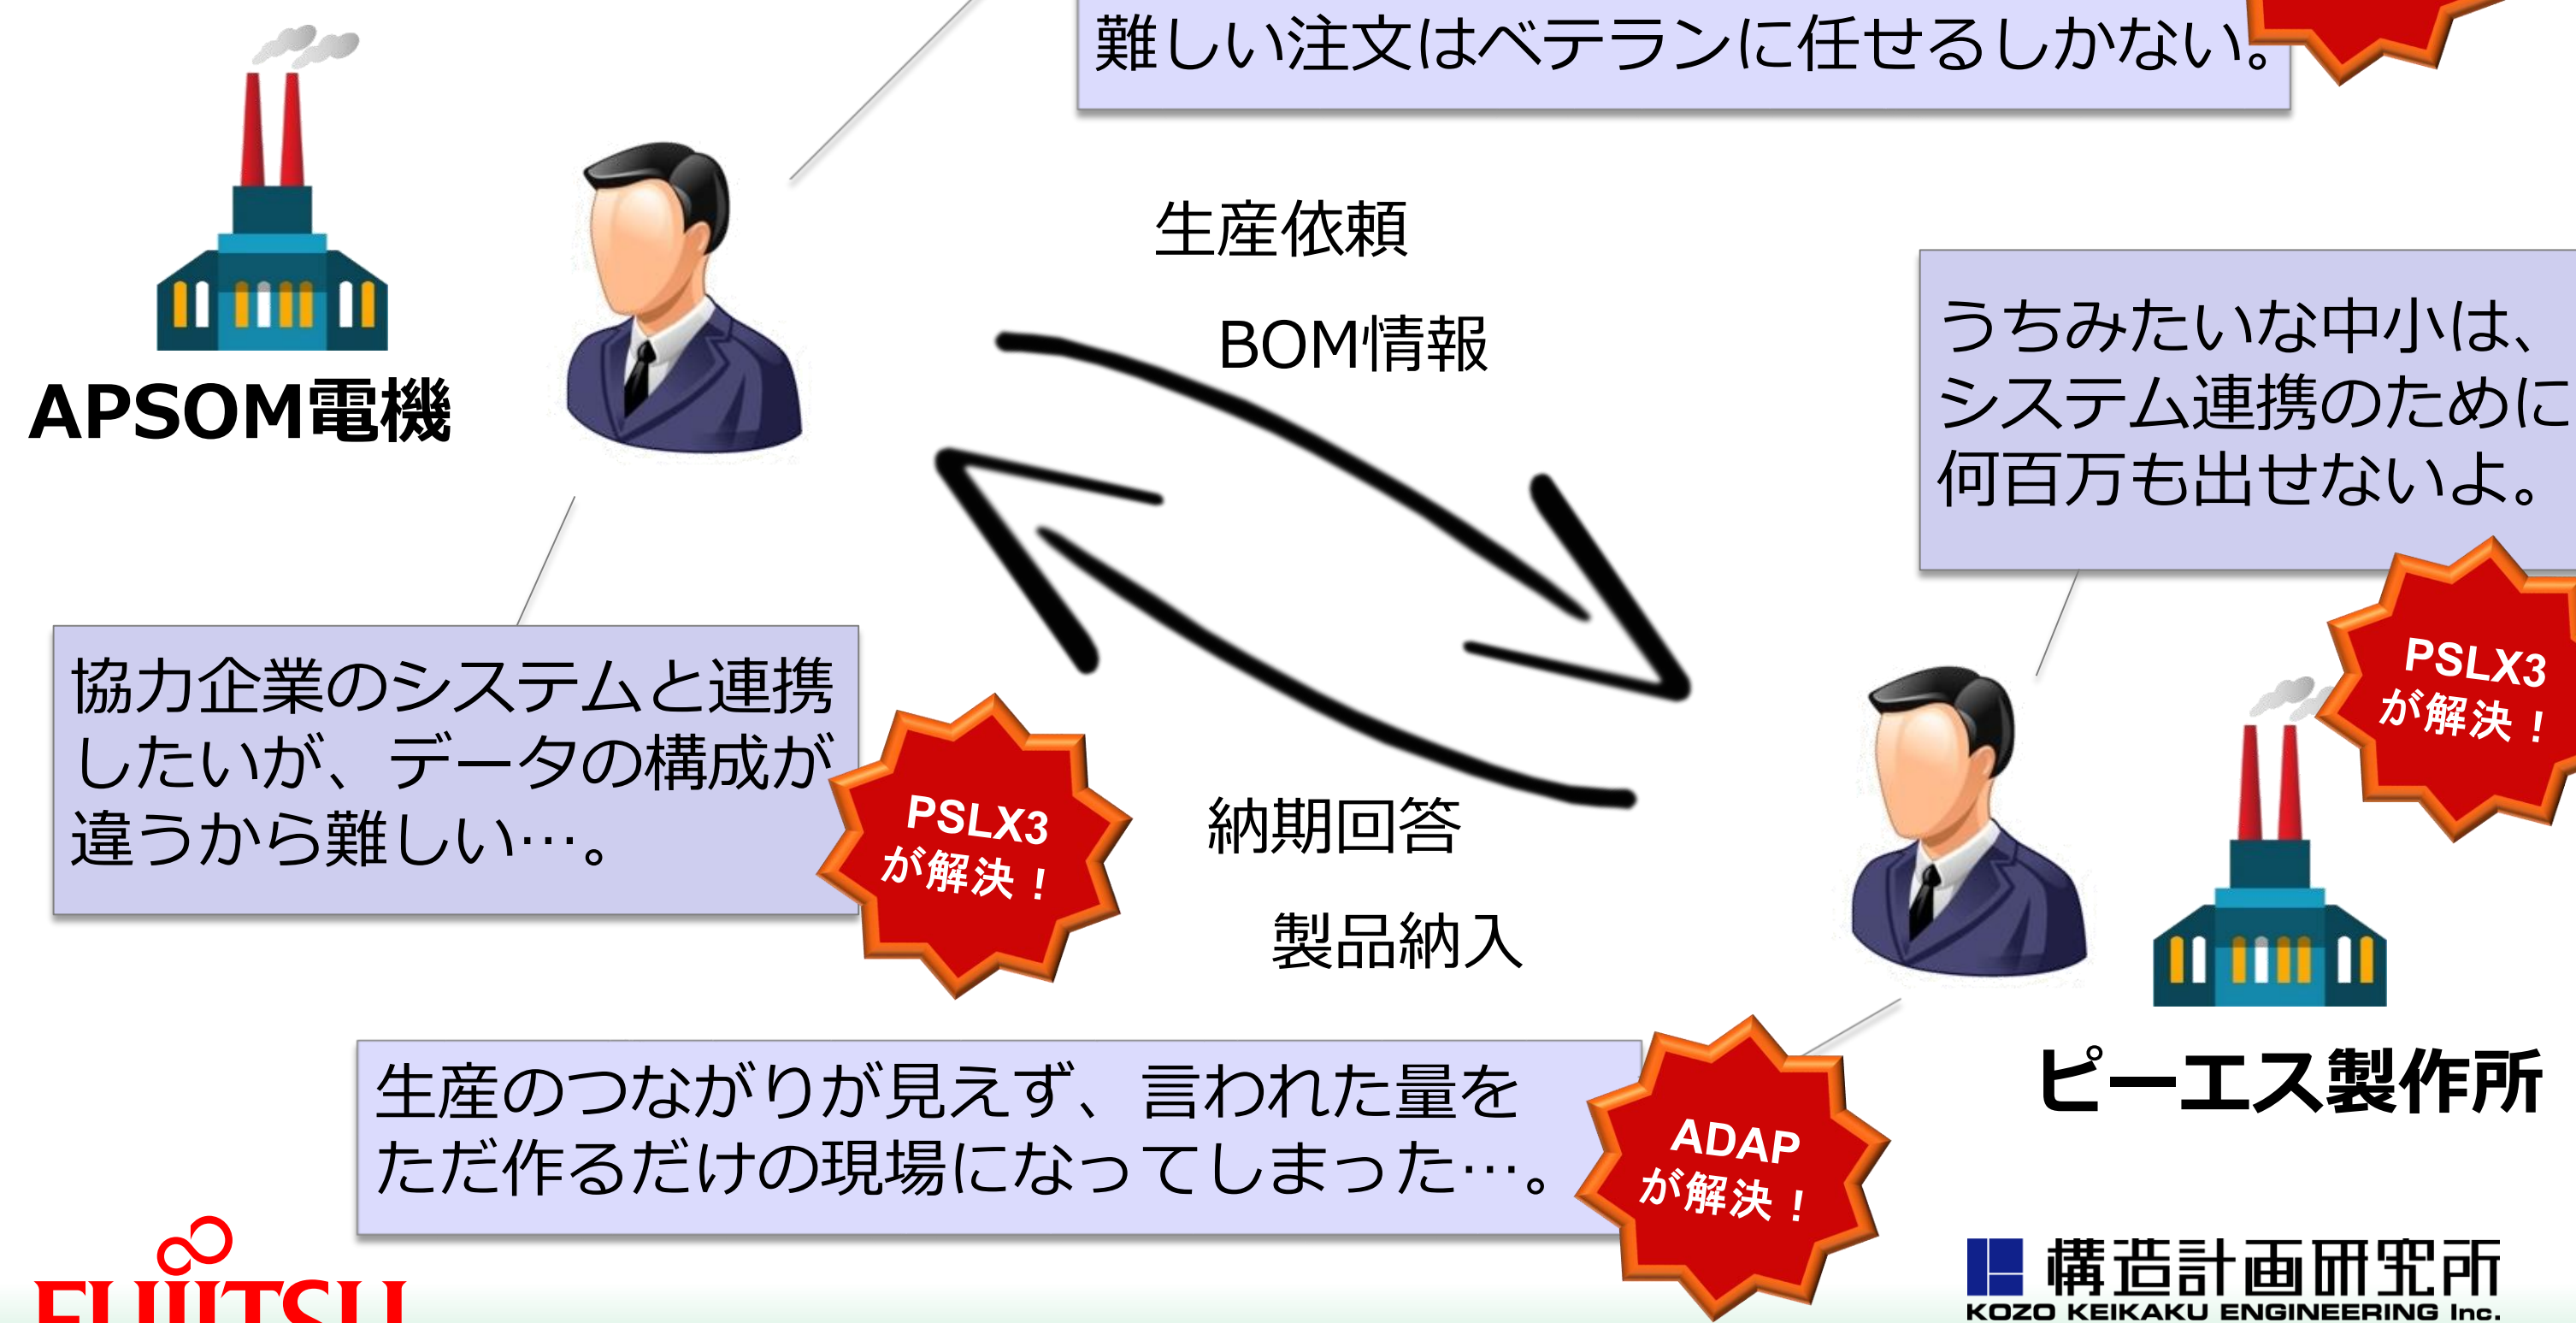 難しい注文はベテランに任せるしかない。
生産依頼
BOM情報
APSOM電機
うちみたいな中小は、
システム連携のために
何百万も出せないよ。
PSLX3
が解決！
協力企業のシステムと連携
したいが、データの構成が
違うから難しい…。
PSLX3
が解決！
納期回答
製品納入
ピーエス製作所
生産のつながりが見えず、言われた量を
ただ作るだけの現場になってしまった…。
ADAP
が解決！
FUJITSU
構造計画研究所
KOZO KEIKAKU ENGINEERING Inc.